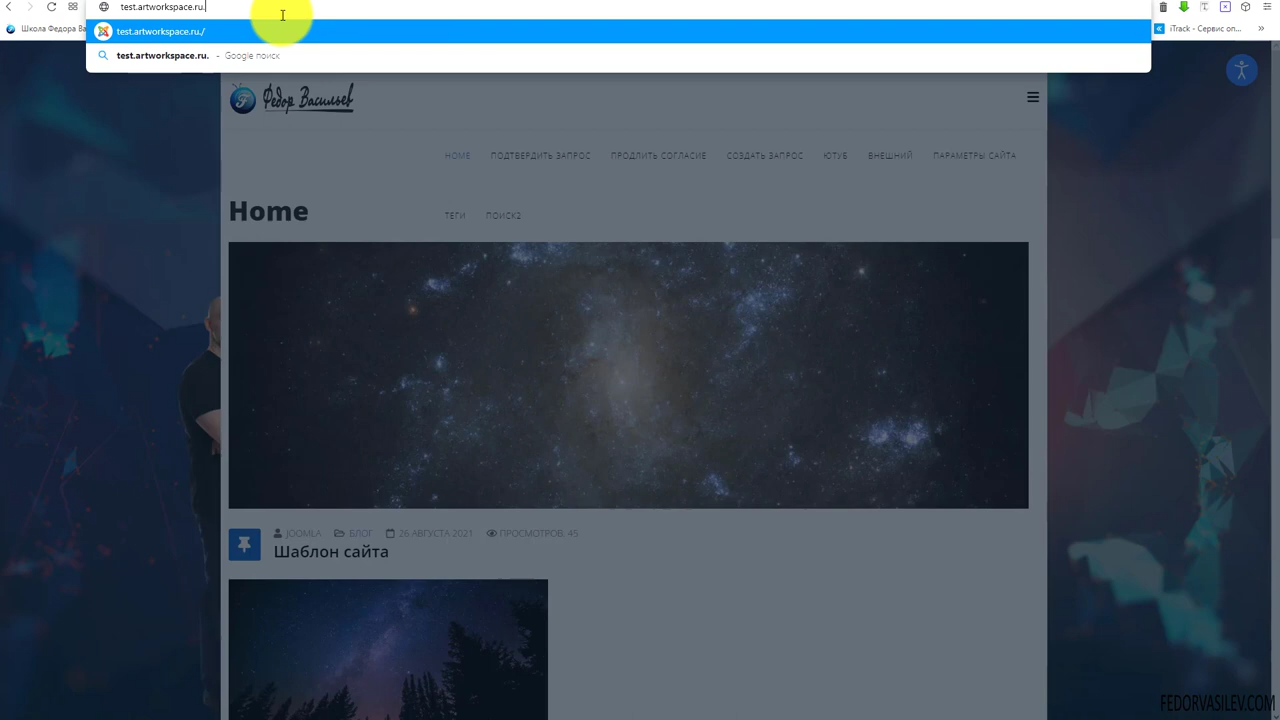 test.artworkspace.ru.
test.artworkspace.ru./
test.artworkspace.ru. - Google поиск
Школа Федора Ва
iTrack - Сервис оп...
Федор Васильев
HOME ПОДТВЕРДИТЬ ЗАПРОС ПРОДЛИТЬ СОГЛАСИЕ СОЗДАТЬ ЗАПРОС ЮТУБ ВНЕШНИЙ ПАРАМЕТРЫ САЙТА
Home
ТЕГИ ПОИСК2
JOOMLA БЛОГ 26 АВГУСТА 2021 ПРОСМОТРОВ: 45
Шаблон сайта
FEDORVASILEV.COM